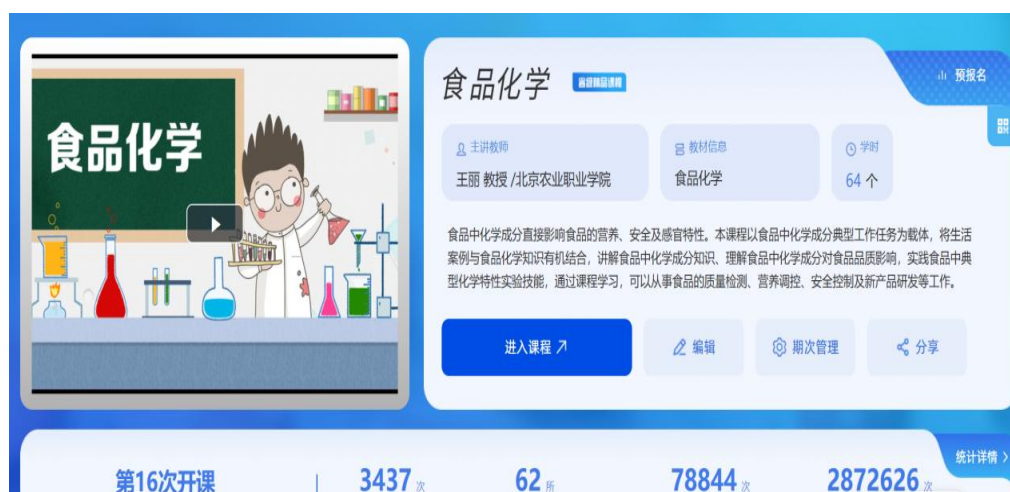 食品化学
食品化学
省级精品课程
预报名
主讲教师
王丽 教授 /北京农业职业学院
教材信息
食品化学
学时
64 个
食品中化学成分直接影响食品的营养、安全及感官特性。本课程以食品中化学成分典型工作任务为载体，将生活
案例与食品化学知识有机结合，讲解食品中化学成分知识、理解食品中化学成分对食品品质影响，实践食品中典
型化学特性实验技能，通过课程学习，可以从事食品的质量检测、营养调控、安全控制及新产品研发等工作。
进入课程
编辑
期次管理
分享
统计详情
第16次开课
3437 次
62 所
78844 次
2872626 次